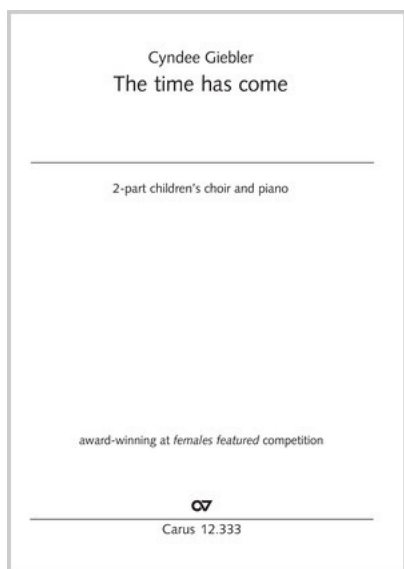 Cyndee Giebler
The time has come
2-part children's choir and piano
award-winning at females featured competition
Carus 12.333